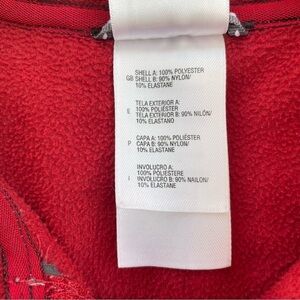 SHELL A: 100% POLYESTER
GB SHELL B: 90% NYLON/
10% ELASTANE
TELA EXTERIOR A:
E 100% POLIÉSTER
TELA EXTERIOR B: 90% NILÓN/
10% ELASTANO
CAPA A: 100% POLIÉSTER
P CAPA B: 90% NYLON/
10% ELASTANE
INVOLUCRO A:
100% POLIESTERE
I INVOLUCRO B: 90% NAILON/
10% ELASTANE